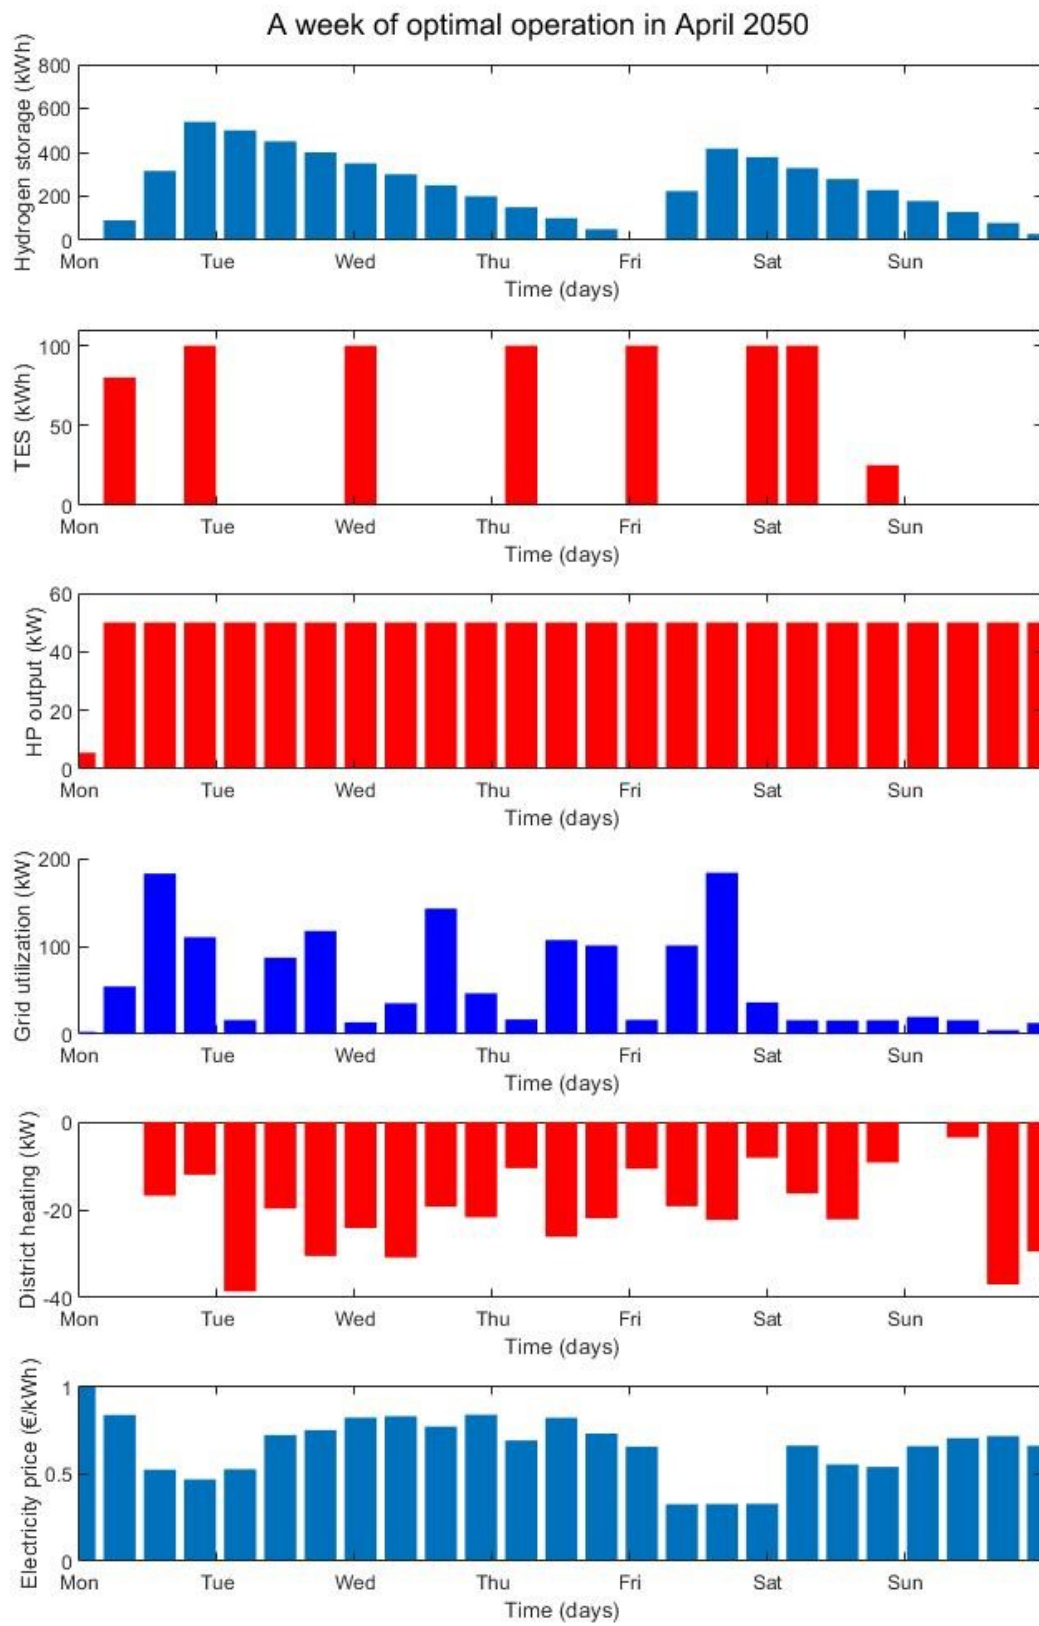 A week of optimal operation in April 2050
Hydrogen storage (kWh)
800
600
400
200
0
Mon Tue Wed Thu Fri Sat Sun
Time (days)
TES (kWh)
100
50
0
Mon Tue Wed Thu Fri Sat Sun
Time (days)
HP output (kW)
60
40
20
0
Mon Tue Wed Thu Fri Sat Sun
Time (days)
Grid utilization (kW)
200
100
0
Mon Tue Wed Thu Fri Sat Sun
Time (days)
District heating (kW)
0
-20
-40
Mon Tue Wed Thu Fri Sat Sun
Time (days)
Electricity price (€/kWh)
1
0.5
0
Mon Tue Wed Thu Fri Sat Sun
Time (days)